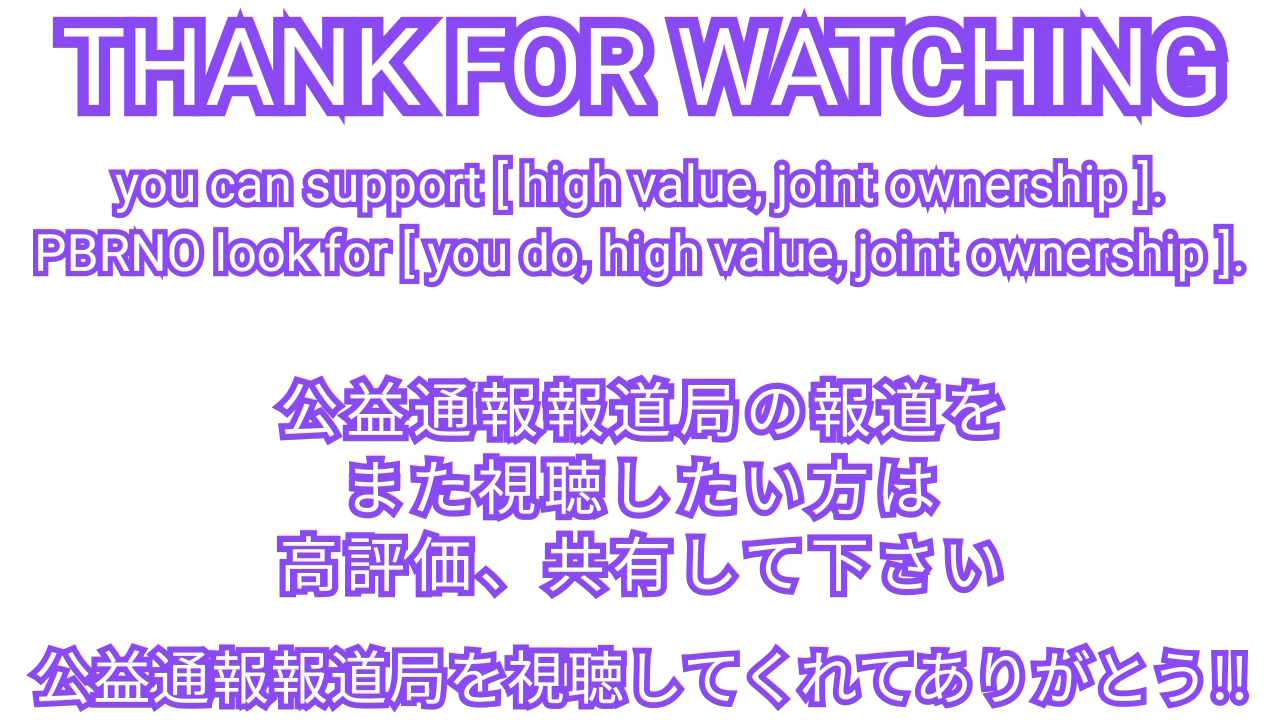 THANK FOR WATCHING
you can support [ high value, joint ownership ].
PBRNO look for [ you do, high value, joint ownership ].
公益通報報道局の報道を
また視聴したい方は
高評価、共有して下さい
公益通報報道局を視聴してくれてありがとう!!